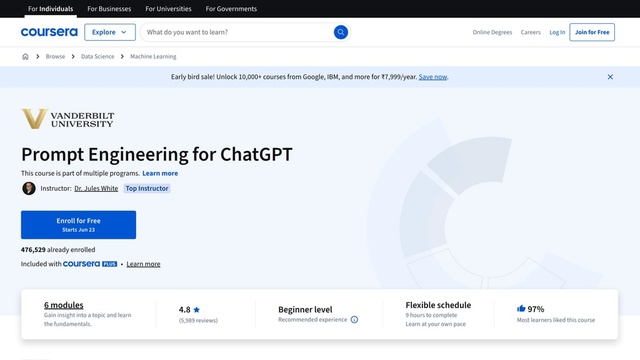 For Individuals For Businesses For Universities For Governments
coursera Explore What do you want to learn? Online Degrees Careers Log In Join for Free
Browse > Data Science > Machine Learning
Early bird sale! Unlock 10,000+ courses from Google, IBM, and more for ₹7,999/year. Save now.
VANDERBILT
UNIVERSITY
Prompt Engineering for ChatGPT
This course is part of multiple programs. Learn more
Instructor: Dr. Jules White Top Instructor
Enroll for Free
Starts Jun 23
476,529 already enrolled
Included with coursera PLUS • Learn more
6 modules
Gain insight into a topic and learn
the fundamentals.
4.8
(5,989 reviews)
Beginner level
Recommended experience
Flexible schedule
9 hours to complete
Learn at your own pace
97%
Most learners liked this course